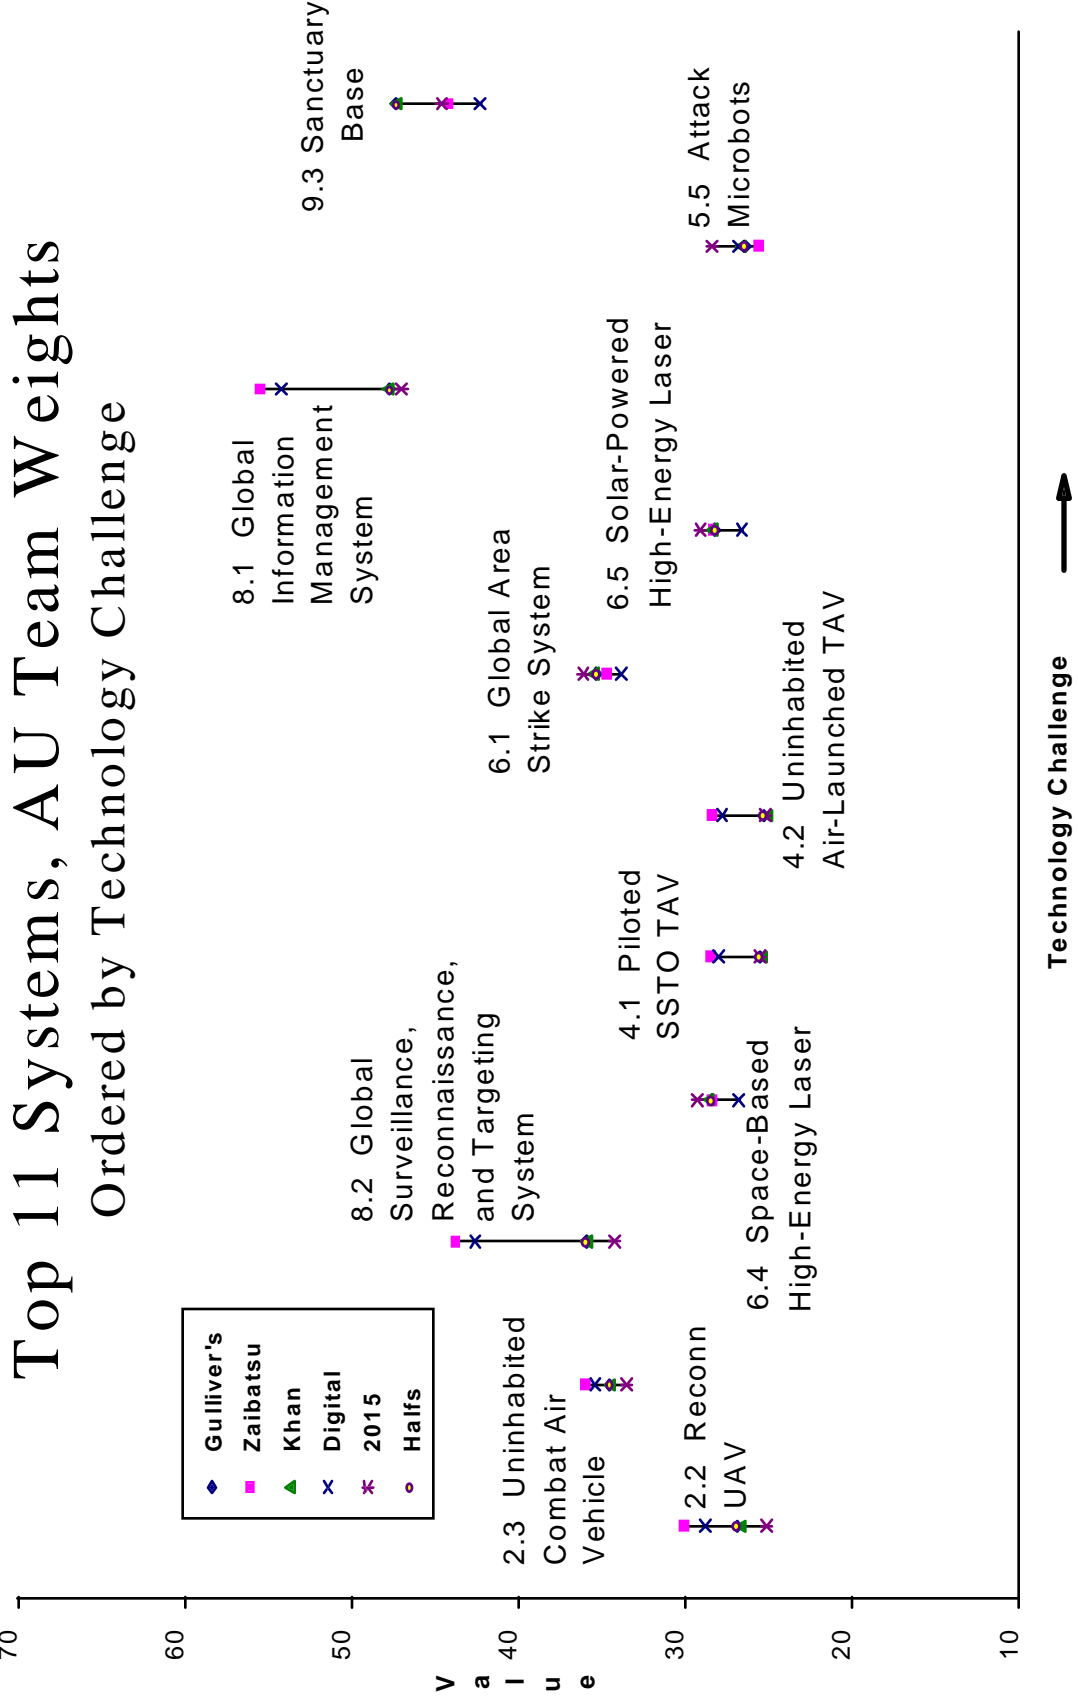 Top 11 Systems, AU Team Weights
Ordered by Technology Challenge
70
60
50
40
30
20
10
Value
Gulliver's
Zaibatsu
Khan
Digital
2015
Halfs
2.2 Reconn
UAV
2.3 Uninhabited
Combat Air
Vehicle
8.2 Global
Surveillance,
Reconnaissance,
and Targeting
System
6.4 Space-Based
High-Energy Laser
4.1 Piloted
SSTO TAV
4.2 Uninhabited
Air-Launched TAV
6.1 Global Area
Strike System
6.5 Solar-Powered
High-Energy Laser
8.1 Global
Information
Management
System
5.5 Attack
Microbots
9.3 Sanctuary
Base
Technology Challenge